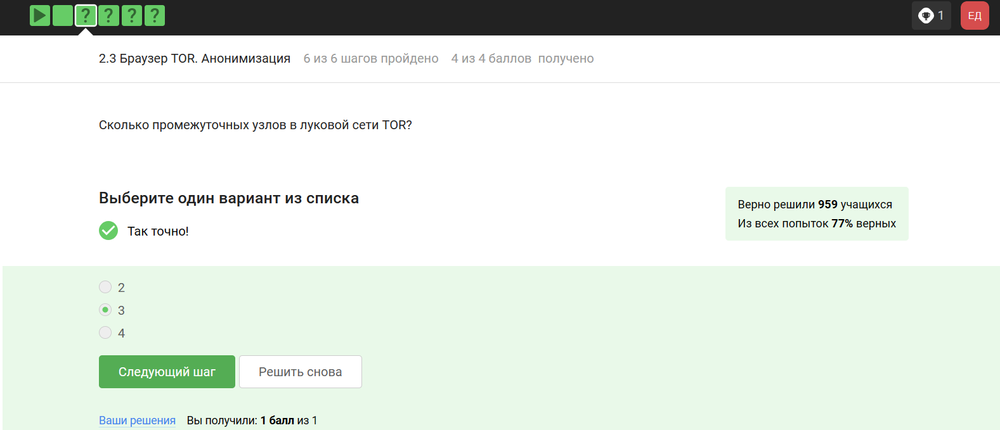 ? ? ? ?
1
ЕД
2.3 Браузер TOR. Анонимизация 6 из 6 шагов пройдено 4 из 4 баллов получено
Сколько промежуточных узлов в луковой сети TOR?
Выберите один вариант из списка
Так точно!
Верно решили 959 учащихся
Из всех попыток 77% верных
2
3
4
Следующий шаг
Решить снова
Ваши решения Вы получили: 1 балл из 1